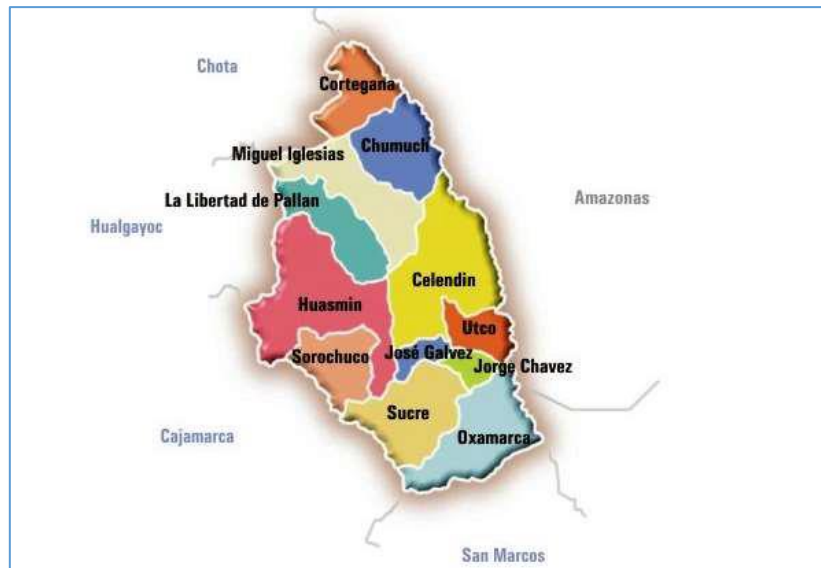 Chota
Cortegana
Chumuch
Miguel Iglesias
La Libertad de Pallan
Amazonas
Hualgayoc
Celendin
Huasmin
Utco
José Galvez
Sorochuco
Jorge Chavez
Sucre
Cajamarca
Oxamarca
San Marcos